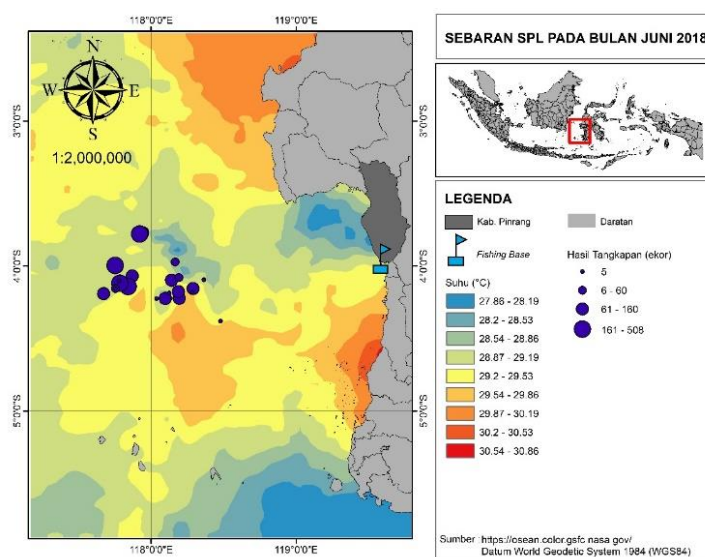 118°0'0"E
119°0'0"E
N
W
E
S
1:2,000,000
3°0'0"S
3°0'0"S
4°0'0"S
4°0'0"S
5°0'0"S
5°0'0"S
118°0'0"E
119°0'0"E
SEBARAN SPL PADA BULAN JUNI 2018
LEGENDA
Kab. Pinrang
Daratan
Fishing Base
Hasil Tangkapan (ekor)
5
6 - 60
61 - 160
161 - 508
Suhu (°C)
27.86 - 28.19
28.2 - 28.53
28.54 - 28.86
28.87 - 29.19
29.2 - 29.53
29.54 - 29.86
29.87 - 30.19
30.2 - 30.53
30.54 - 30.86
Sumber : https://osean.color.gsfc.nasa.gov/
Datum World Geodetic System 1984 (WGS84)